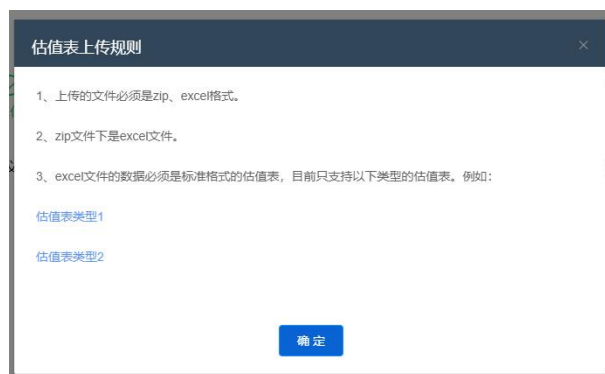 估值表上传规则
1、上传的文件必须是zip、excel格式。
2、zip文件下是excel文件。
3、excel文件的数据必须是标准格式的估值表，目前只支持以下类型的估值表。例如：
估值表类型1
估值表类型2
确定